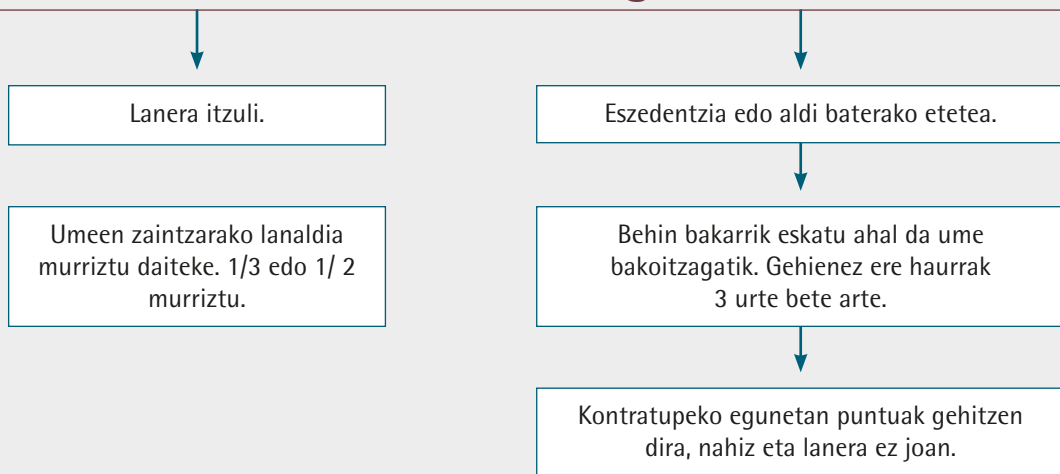 Lanera itzuli.
Umeen zaintzarako lanaldia
murriztu daiteke. 1/3 edo 1/ 2
murriztu.
Eszedentzia edo aldi baterako etetea.
Behin bakarrik eskatu ahal da ume
bakoitzagatik. Gehienez ere haurrak
3 urte bete arte.
Kontratupeko egunetan puntuak gehitzen
dira, nahiz eta lanera ez joan.